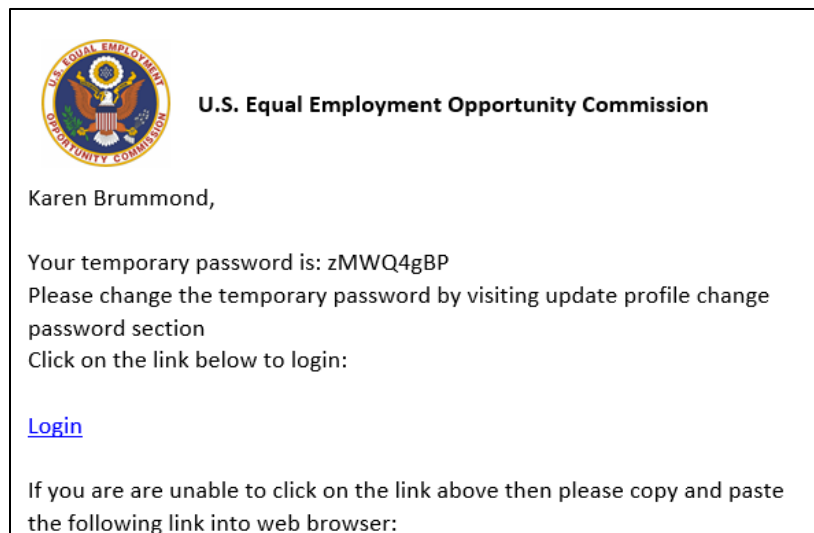 U.S. EQUAL EMPLOYMENT
OPPORTUNITY COMMISSION
U.S. Equal Employment Opportunity Commission
Karen Brummond,
Your temporary password is: zMWQ4gBP
Please change the temporary password by visiting update profile change
password section
Click on the link below to login:
Login
If you are are unable to click on the link above then please copy and paste
the following link into web browser: